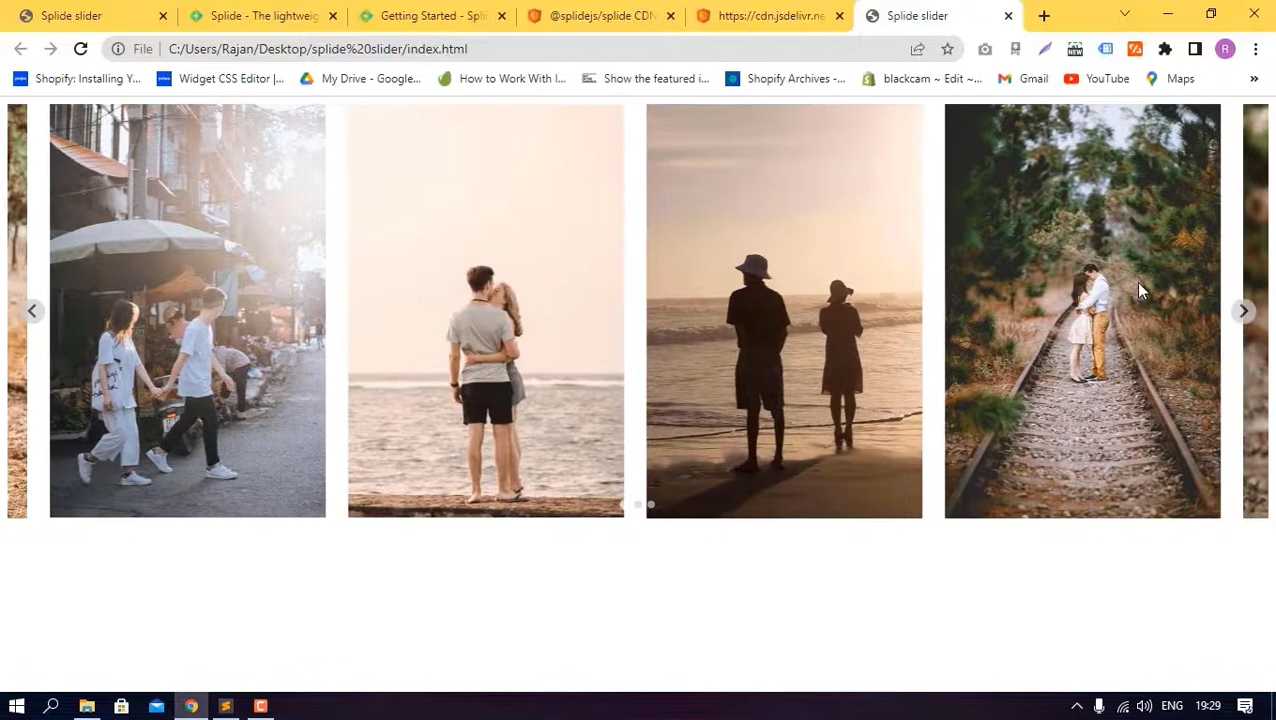 Splide slider
Splide - The lightweig
Getting Started - Spli
@splidejs/splide CDN
https://cdn.jsdelivr.ne
Splide slider
File
C:/Users/Rajan/Desktop/splide%20slider/index.html
R
Shopify: Installing Y...
Widget CSS Editor |...
My Drive - Google...
How to Work With I...
Show the featured i...
Shopify Archives -...
blackcam ~ Edit ~...
Gmail
YouTube
Maps
»
ENG
19:29